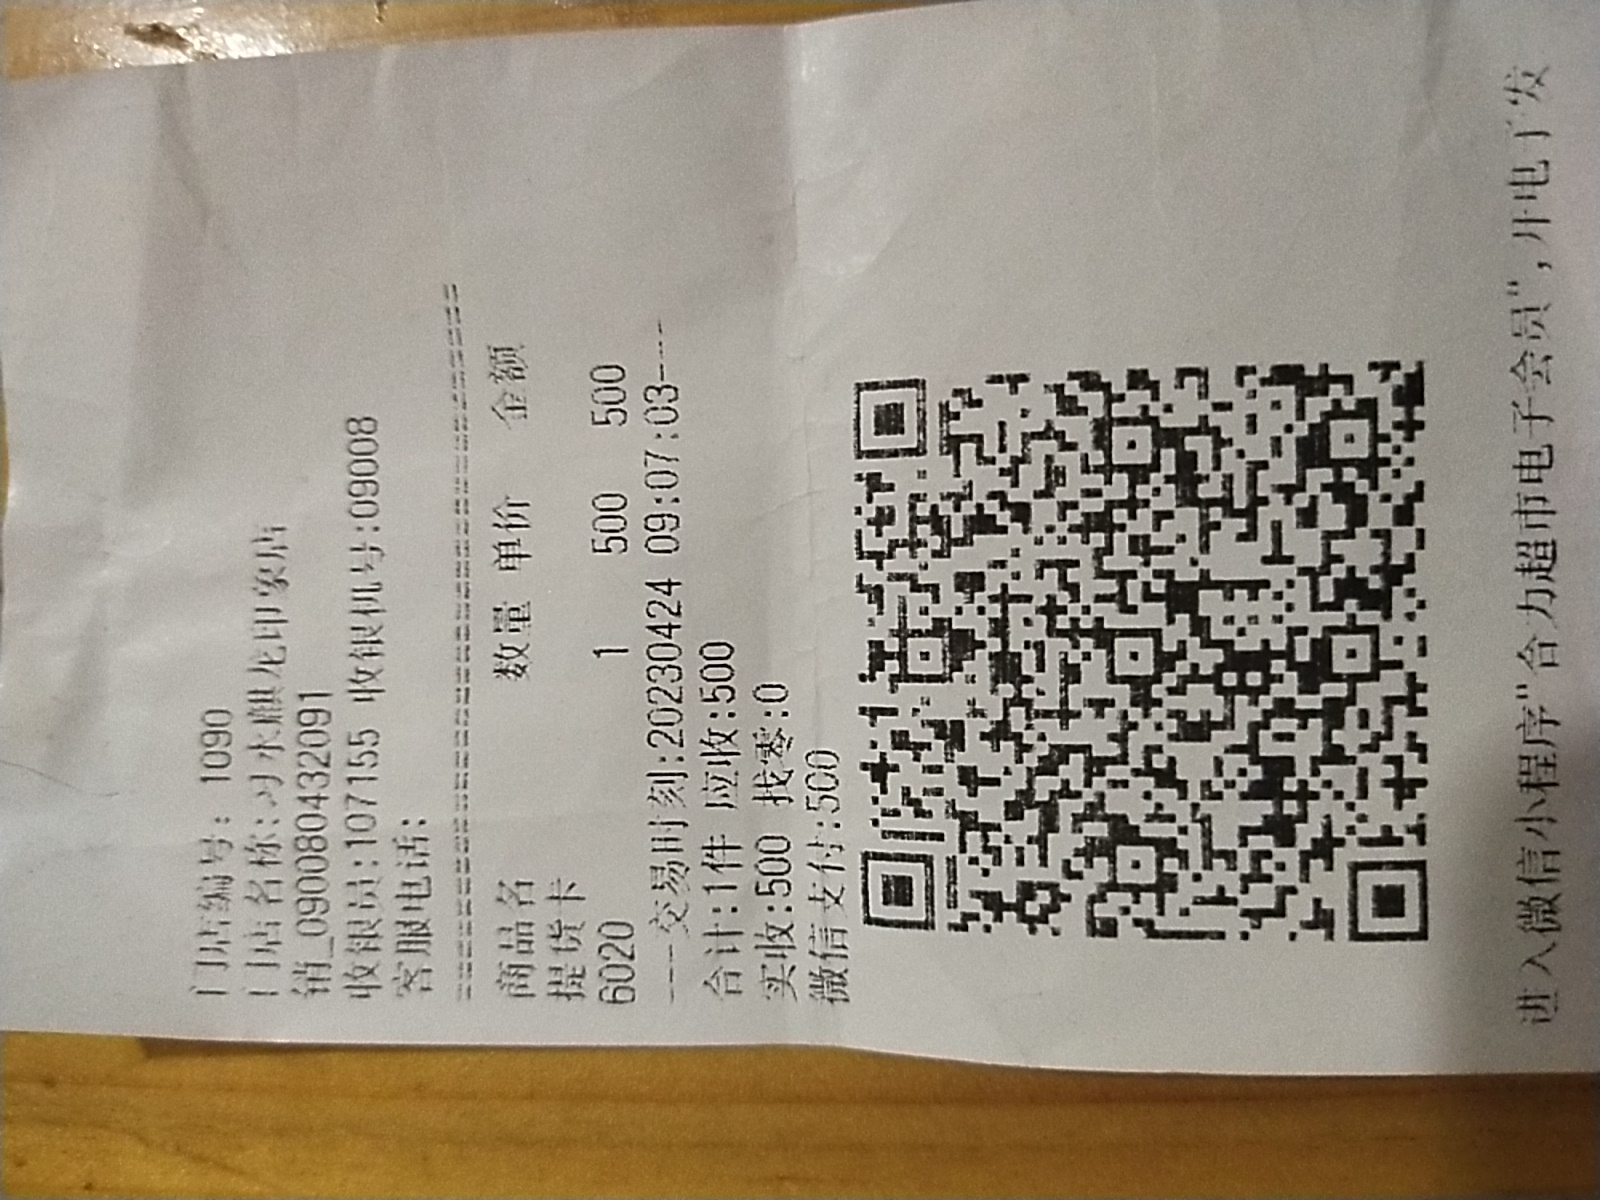 门店编号: 1090
门店名称:习水麒龙印象店
销_0900804432091
收银员:107155 收银机号:09008
客服电话:
================================
商品名 数量 单价 金额
提货卡
6020 1 500 500
---交易时刻:20230424 09:07:03---
合计:1件 应收:500
实收:500 找零:0
微信支付:500
进入微信小程序"合力超市电子会员",开电子发